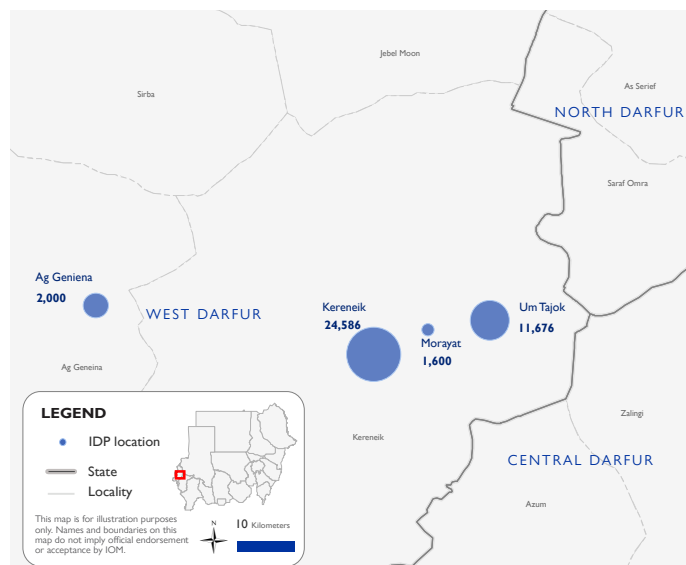 Jebel Moon
Sirba
As Serief
NORTH DARFUR
Saraf Omra
Ag Geniena
2,000
WEST DARFUR
Kereneik
24,586
Um Tajok
11,676
Morayat
1,600
Ag Geneina
Kereneik
Zalingi
CENTRAL DARFUR
Azum
LEGEND
IDP location
State
Locality
This map is for illustration purposes
only. Names and boundaries on this
map do not imply official endorsement
or acceptance by IOM.
N
10 Kilometers